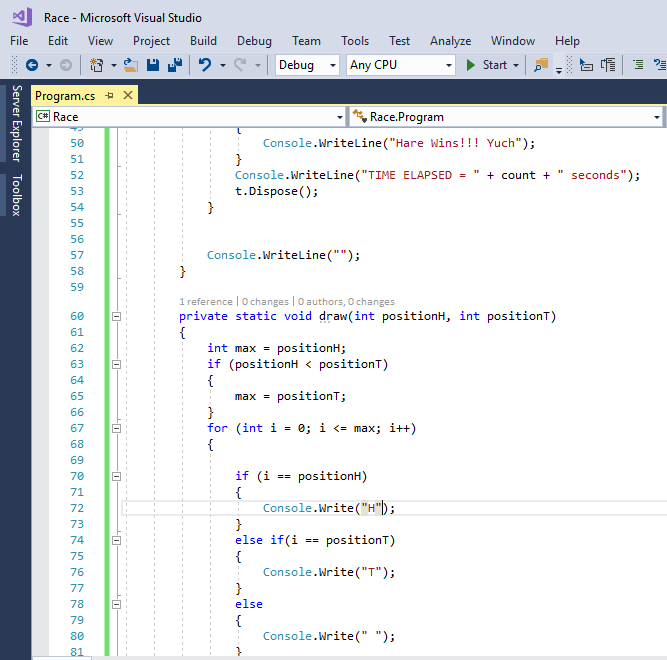 Race - Microsoft Visual Studio
File Edit View Project Build Debug Team Tools Test Analyze Window Help
Debug Any CPU Start
Server Explorer
Toolbox
Program.cs
C# Race Race.Program
49 {
50 Console.WriteLine("Hare Wins!!! Yuch");
51 }
52 Console.WriteLine("TIME ELAPSED = " + count + " seconds");
53 t.Dispose();
54 }
55
56
57 Console.WriteLine("");
58 }
59
1 reference | 0 changes | 0 authors, 0 changes
60 private static void draw(int positionH, int positionT)
61 {
62 int max = positionH;
63 if (positionH < positionT)
64 {
65 max = positionT;
66 }
67 for (int i = 0; i <= max; i++)
68 {
69
70 if (i == positionH)
71 {
72 Console.Write("H");
73 }
74 else if(i == positionT)
75 {
76 Console.Write("T");
77 }
78 else
79 {
80 Console.Write(" ");
81 }